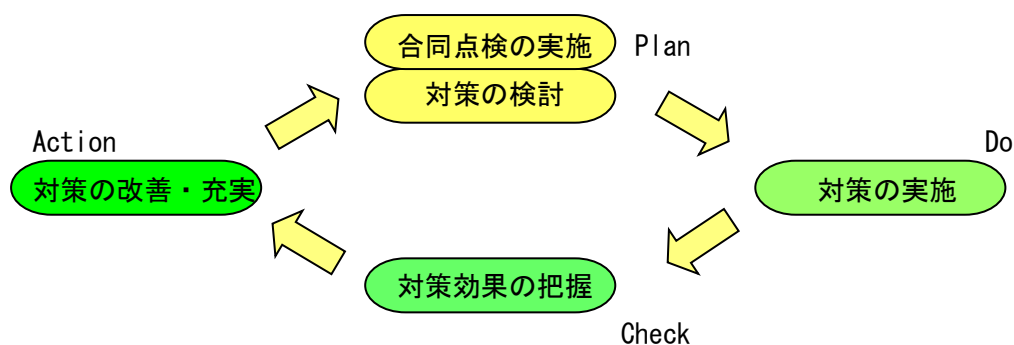 合同点検の実施
Plan
対策の検討
Action
Do
対策の改善・充実
対策の実施
対策効果の把握
Check